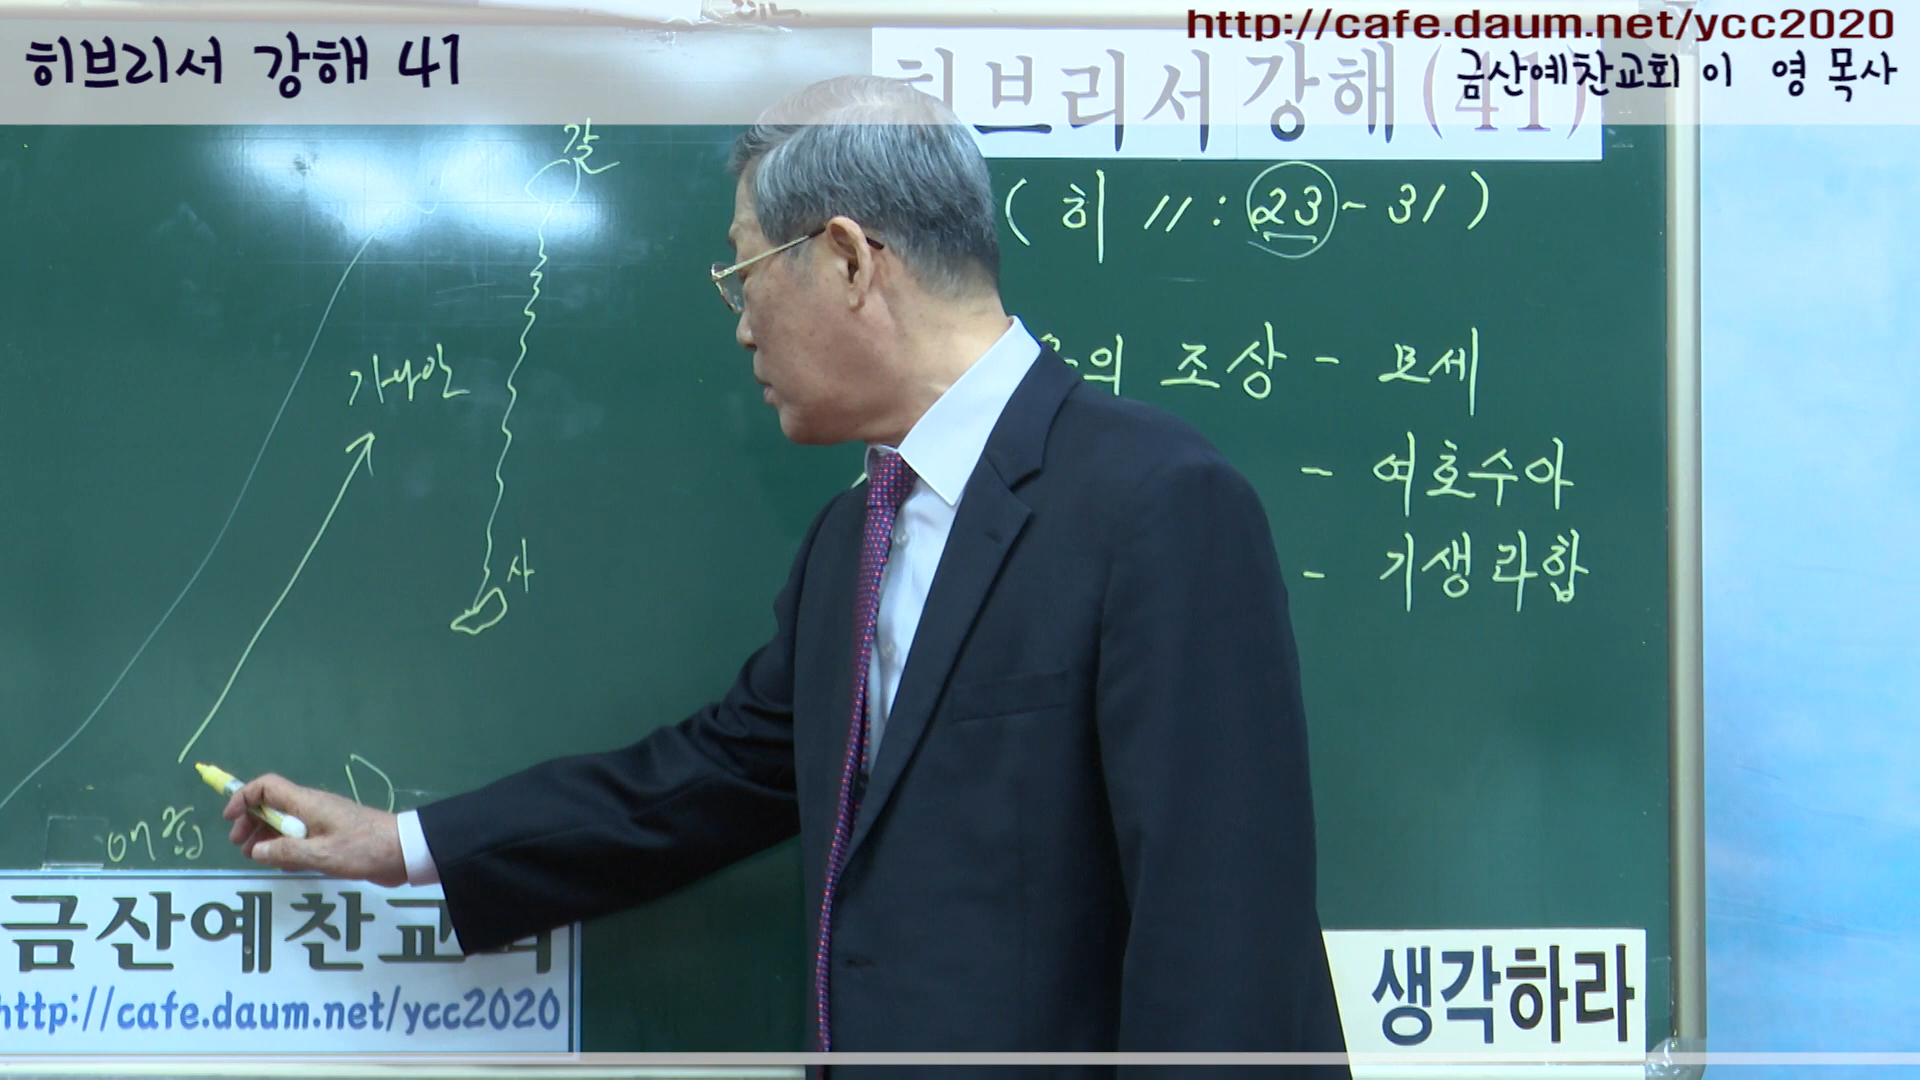 http://cafe.daum.net/ycc2020
히브리서 강해 41
금산예찬교회 이 영 목사
히브리서 강해 (41)
( 히 11 : 23 ~ 31 )
갈
가나안
사
애굽
의 조상 - 모세
- 여호수아
- 기생 라합
금산예찬교회
http://cafe.daum.net/ycc2020
생각하라